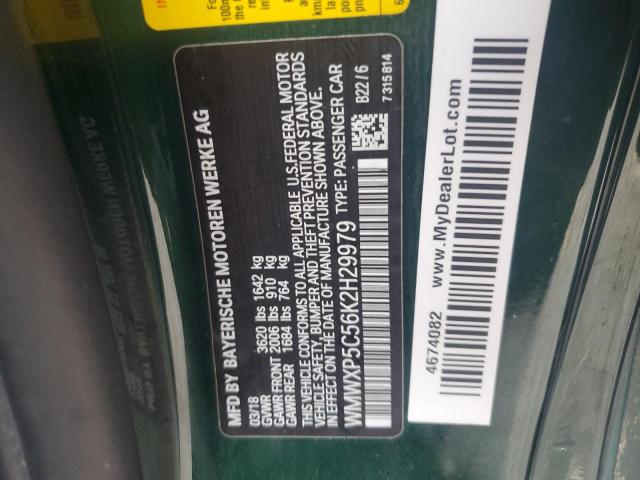 MFD BY BAYERISCHE MOTOREN WERKE AG
03/18
GVWR 3620 lbs 1642 kg
GAWR FRONT 2006 lbs 910 kg
GAWR REAR 1684 lbs 764 kg
THIS VEHICLE CONFORMS TO ALL APPLICABLE U.S.FEDERAL MOTOR
VEHICLE SAFETY, BUMPER AND THEFT PREVENTION STANDARDS
IN EFFECT ON THE DATE OF MANUFACTURE SHOWN ABOVE.
WMWXP5C56K2H29979 TYPE: PASSENGER CAR
B22/6
7315814
4674082 www.MyDealerLot.com